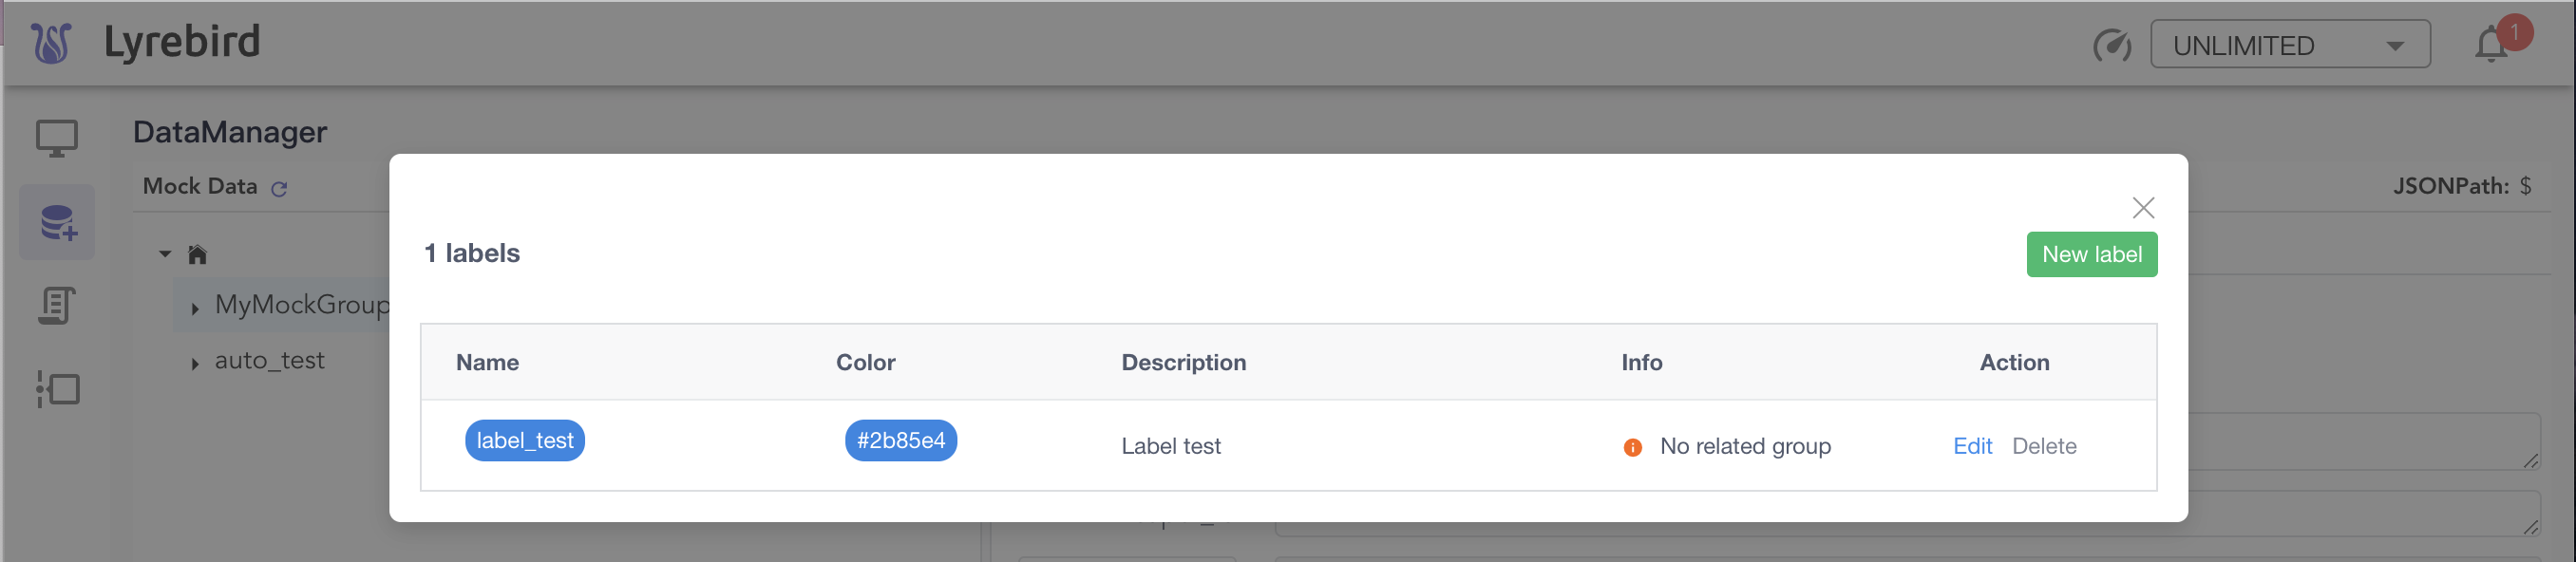 Lyrebird
UNLIMITED
1
DataManager
Mock Data
JSONPath: $
MyMockGroup
auto_test
1 labels
New label
Name Color Description Info Action
label_test #2b85e4 Label test No related group Edit Delete